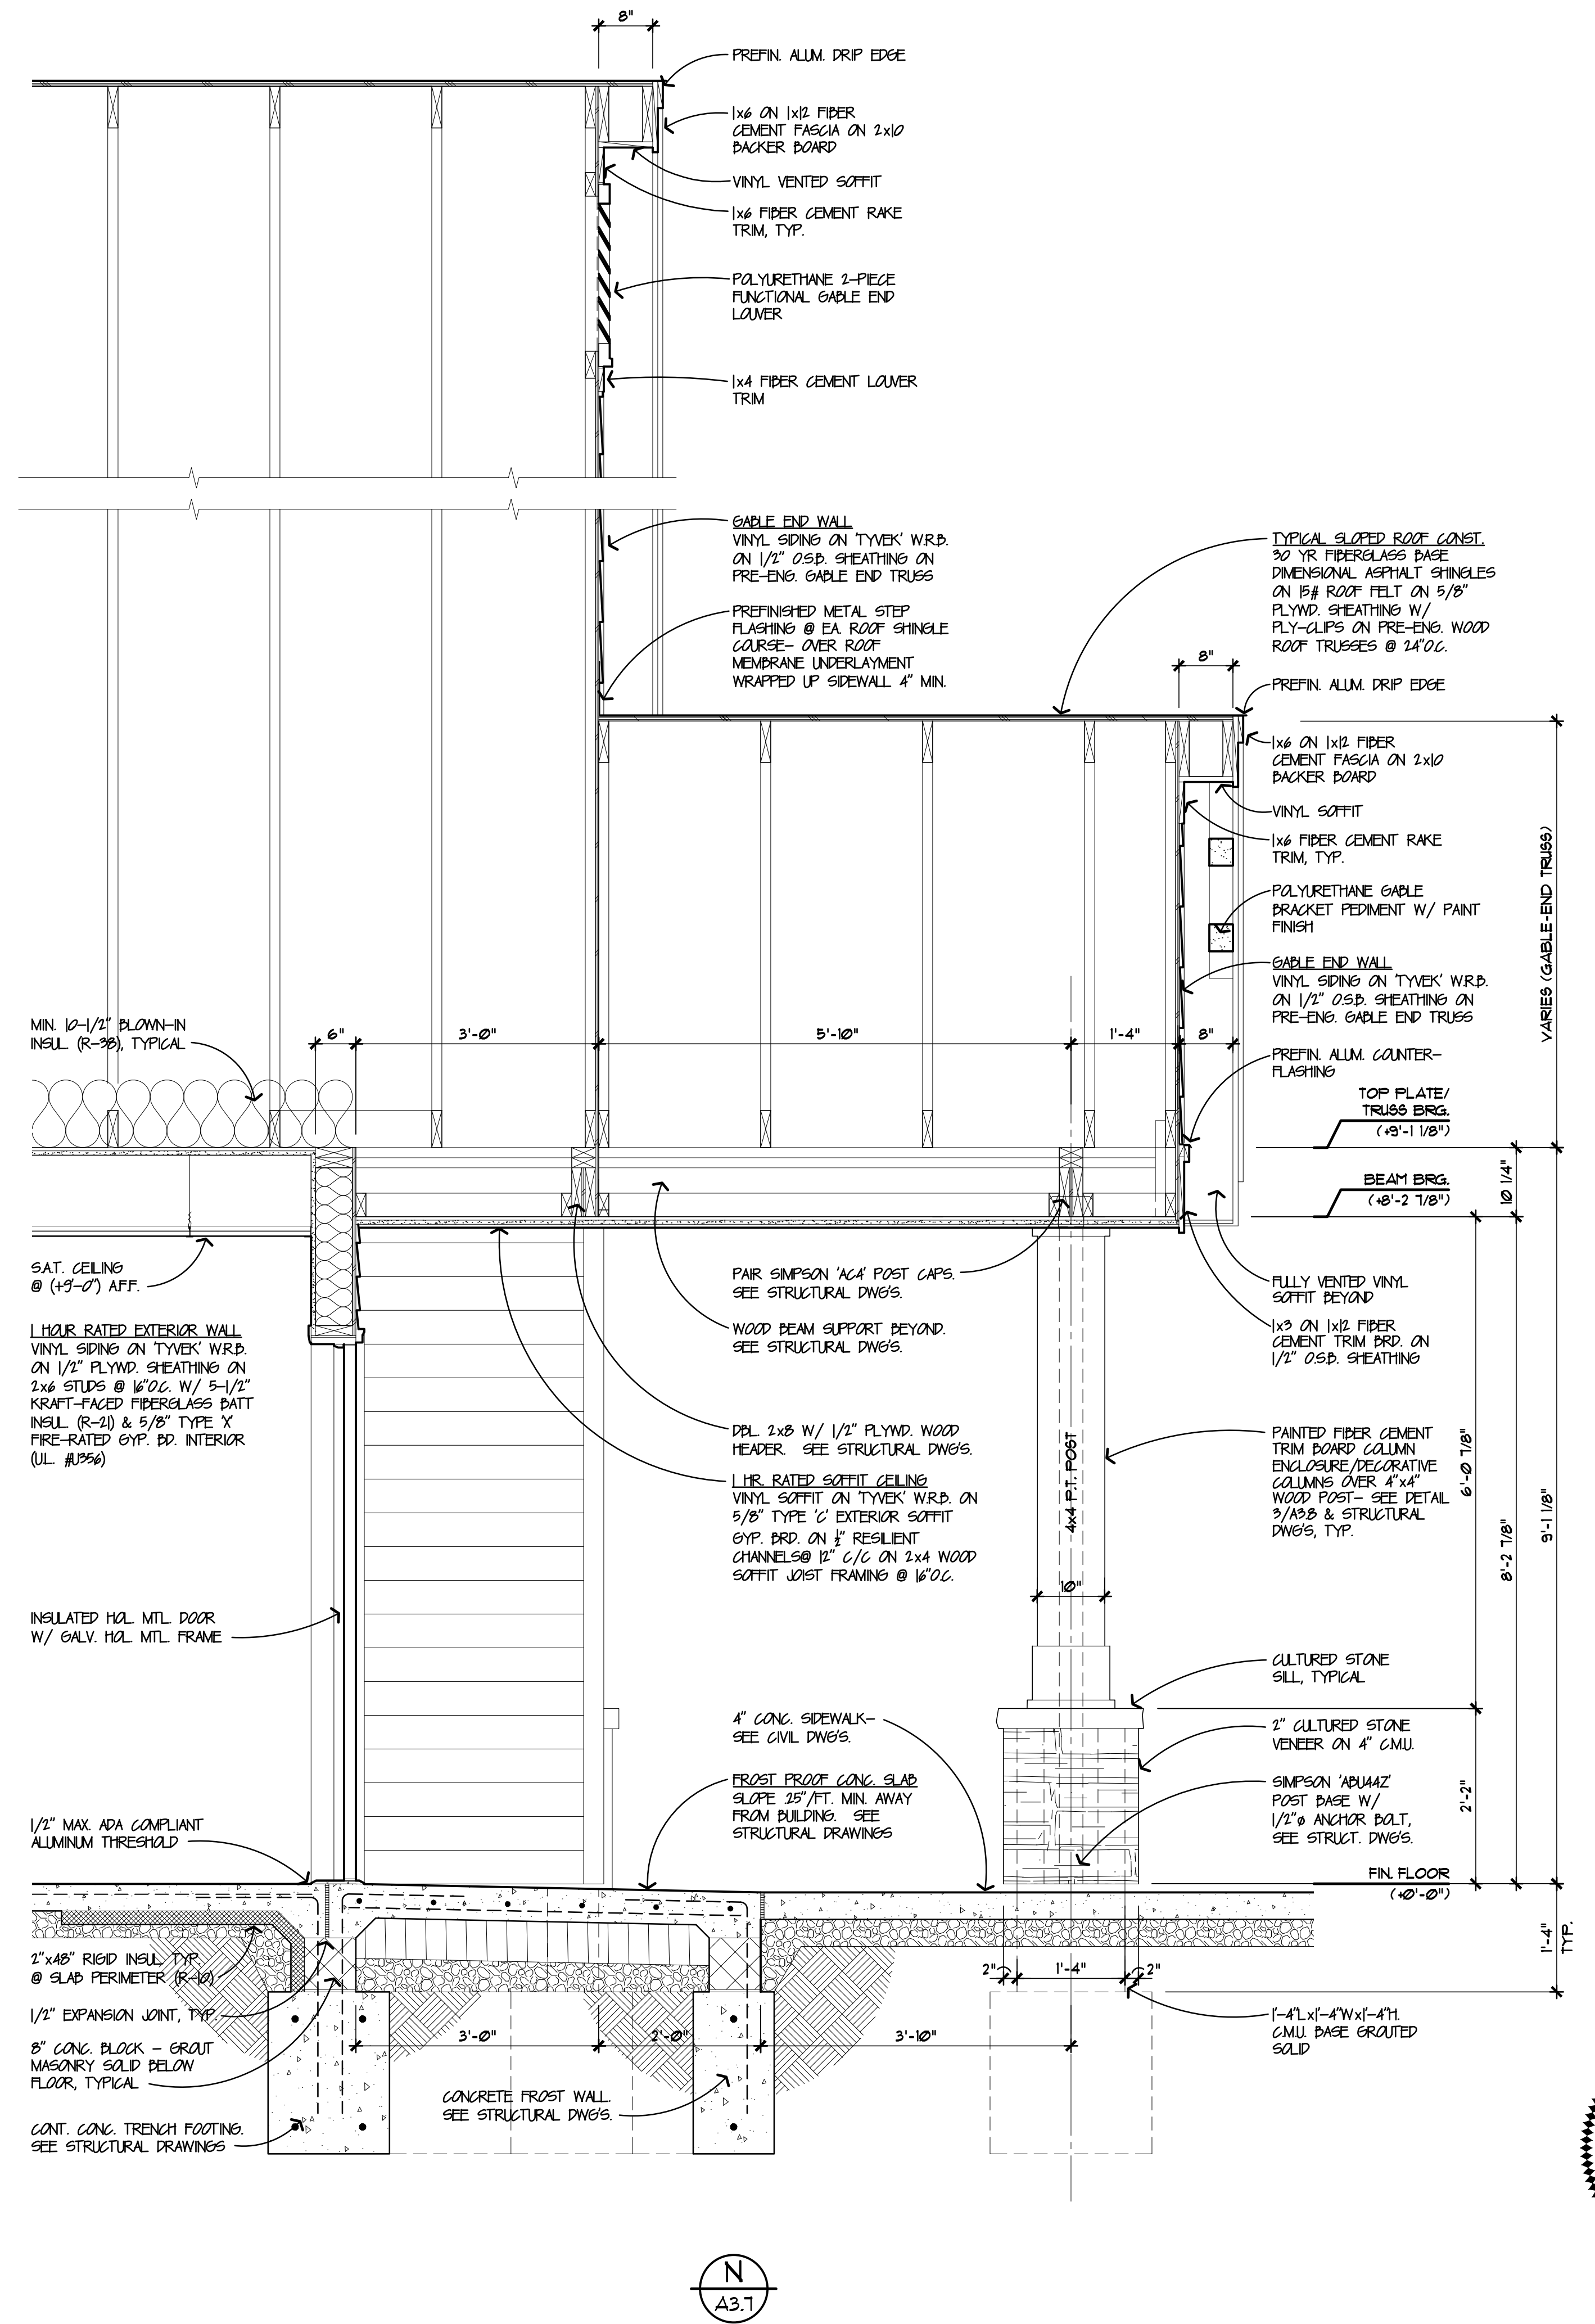 8"
PREFIN. ALUM. DRIP EDGE
1x6 ON 1x12 FIBER
CEMENT FASCIA ON 2x10
BACKER BOARD
VINYL VENTED SOFFIT
1x6 FIBER CEMENT RAKE
TRIM, TYP.
POLYURETHANE 2-PIECE
FUNCTIONAL GABLE END
LOUVER
1x4 FIBER CEMENT LOUVER
TRIM
GABLE END WALL
VINYL SIDING ON 'TYVEK' W.R.B.
ON 1/2" O.S.B. SHEATHING ON
PRE-ENG. GABLE END TRUSS
PREFINISHED METAL STEP
FLASHING @ EA. ROOF SHINGLE
COURSE- OVER ROOF
MEMBRANE UNDERLAYMENT
WRAPPED UP SIDEWALL 4" MIN.
TYPICAL SLOPED ROOF CONST.
30 YR FIBERGLASS BASE
DIMENSIONAL ASPHALT SHINGLES
ON 15# ROOF FELT ON 5/8"
PLYWD. SHEATHING W/
PLY-CLIPS ON PRE-ENG. WOOD
ROOF TRUSSES @ 24"O.C.
8"
PREFIN. ALUM. DRIP EDGE
1x6 ON 1x12 FIBER
CEMENT FASCIA ON 2x10
BACKER BOARD
VINYL SOFFIT
1x6 FIBER CEMENT RAKE
TRIM, TYP.
POLYURETHANE GABLE
BRACKET PEDIMENT W/ PAINT
FINISH
GABLE END WALL
VINYL SIDING ON 'TYVEK' W.R.B.
ON 1/2" O.S.B. SHEATHING ON
PRE-ENG. GABLE END TRUSS
PREFIN. ALUM. COUNTER-
FLASHING
VARIES (GABLE-END TRUSS)
MIN. 10-1/2" BLOWN-IN
INSUL. (R-38), TYPICAL
6"
3'-0"
5'-10"
1'-4"
8"
TOP PLATE/
TRUSS BRG.
(+9'-1 1/8")
BEAM BRG.
(+8'-2 7/8")
10 1/4"
S.A.T. CEILING
@ (+9'-0") A.F.F.
1 HOUR RATED EXTERIOR WALL
VINYL SIDING ON 'TYVEK' W.R.B.
ON 1/2" PLYWD. SHEATHING ON
2x6 STUDS @ 16"O.C. W/ 5-1/2"
KRAFT-FACED FIBERGLASS BATT
INSUL. (R-21) & 5/8" TYPE 'X'
FIRE-RATED GYP. BD. INTERIOR
(U.L. #U356)
PAIR SIMPSON 'AC4' POST CAPS.
SEE STRUCTURAL DWG'S.
WOOD BEAM SUPPORT BEYOND.
SEE STRUCTURAL DWG'S.
DBL. 2x8 W/ 1/2" PLYWD. WOOD
HEADER. SEE STRUCTURAL DWG'S.
1 HR. RATED SOFFIT CEILING
VINYL SOFFIT ON 'TYVEK' W.R.B. ON
5/8" TYPE 'C' EXTERIOR SOFFIT
GYP. BRD. ON ½" RESILIENT
CHANNELS@ 12" C/C ON 2x4 WOOD
SOFFIT JOIST FRAMING @ 16"O.C.
FULLY VENTED VINYL
SOFFIT BEYOND
1x3 ON 1x12 FIBER
CEMENT TRIM BRD. ON
1/2" O.S.B. SHEATHING
PAINTED FIBER CEMENT
TRIM BOARD COLUMN
ENCLOSURE/DECORATIVE
COLUMNS OVER 4"x4"
WOOD POST- SEE DETAIL
3/A3.8 & STRUCTURAL
DWG'S, TYP.
4x4 P.T. POST
10"
6'-0 7/8"
8'-2 7/8"
9'-1 1/8"
INSULATED HOL. MTL. DOOR
W/ GALV. HOL. MTL. FRAME
CULTURED STONE
SILL, TYPICAL
2" CULTURED STONE
VENEER ON 4" C.M.U.
SIMPSON 'ABU44Z'
POST BASE W/
1/2"ø ANCHOR BOLT,
SEE STRUCT. DWG'S.
2'-2"
4" CONC. SIDEWALK-
SEE CIVIL DWG'S.
FROST PROOF CONC. SLAB
SLOPE .25"/FT. MIN. AWAY
FROM BUILDING. SEE
STRUCTURAL DRAWINGS
1/2" MAX. ADA COMPLIANT
ALUMINUM THRESHOLD
FIN. FLOOR
(+0'-0")
1'-4"
TYP.
2"x48" RIGID INSUL. TYP.
@ SLAB PERIMETER (R-10)
1/2" EXPANSION JOINT, TYP.
8" CONC. BLOCK - GROUT
MASONRY SOLID BELOW
FLOOR, TYPICAL
CONT. CONC. TRENCH FOOTING.
SEE STRUCTURAL DRAWINGS
2"
1'-4"
2"
3'-0"
2'-0"
3'-10"
1'-4"Lx1'-4"Wx1'-4"H.
C.M.U. BASE GROUTED
SOLID
CONCRETE FROST WALL.
SEE STRUCTURAL DWG'S.
N
A3.7